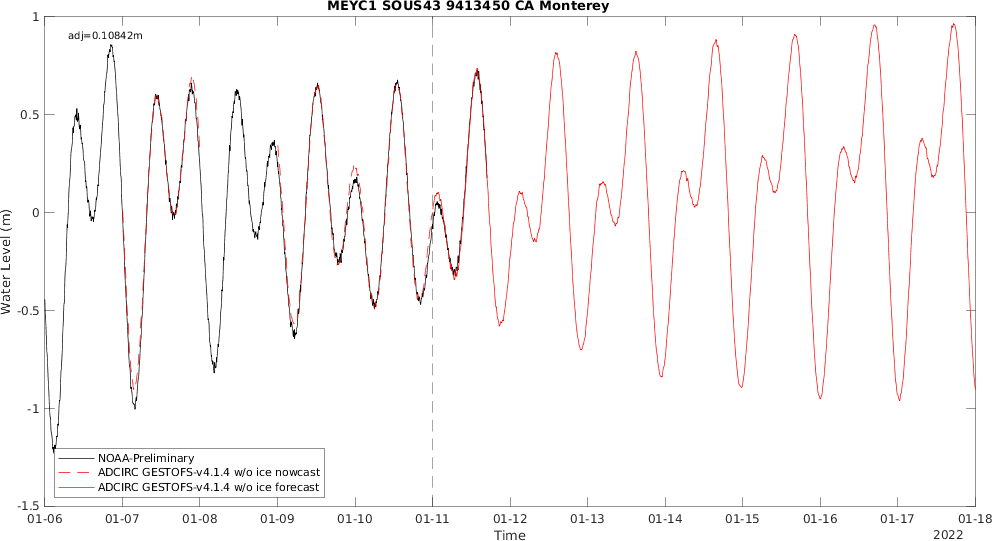 MEYC1 SOUS43 9413450 CA Monterey
adj=0.10842m
1
0.5
0
-0.5
-1
-1.5
Water Level (m)
NOAA-Preliminary
ADCIRC GESTOFS-v4.1.4 w/o ice nowcast
ADCIRC GESTOFS-v4.1.4 w/o ice forecast
01-06 01-07 01-08 01-09 01-10 01-11 01-12 01-13 01-14 01-15 01-16 01-17 01-18
Time
2022